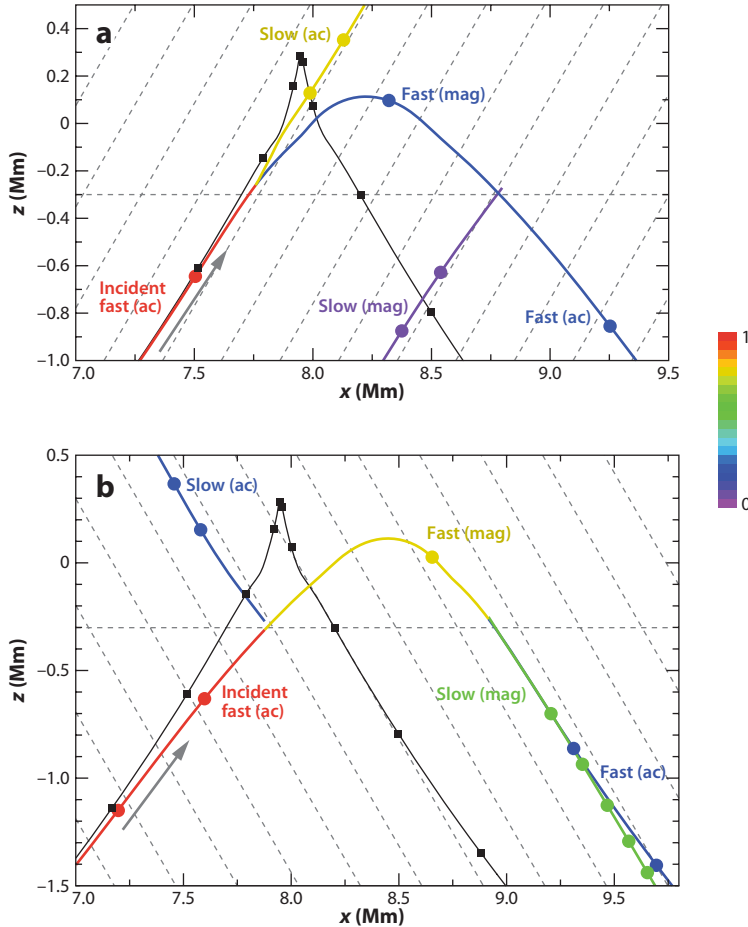 a
0.4
0.2
0
−0.2
−0.4
−0.6
−0.8
−1.0
z (Mm)
Slow (ac)
Fast (mag)
Incident
fast (ac)
Slow (mag)
Fast (ac)
7.0
7.5
8.0
8.5
9.0
9.5
x (Mm)
1
0
b
0.5
0
−0.5
−1.0
−1.5
z (Mm)
Slow (ac)
Fast (mag)
Incident
fast (ac)
Slow (mag)
Fast (ac)
7.0
7.5
8.0
8.5
9.0
9.5
x (Mm)